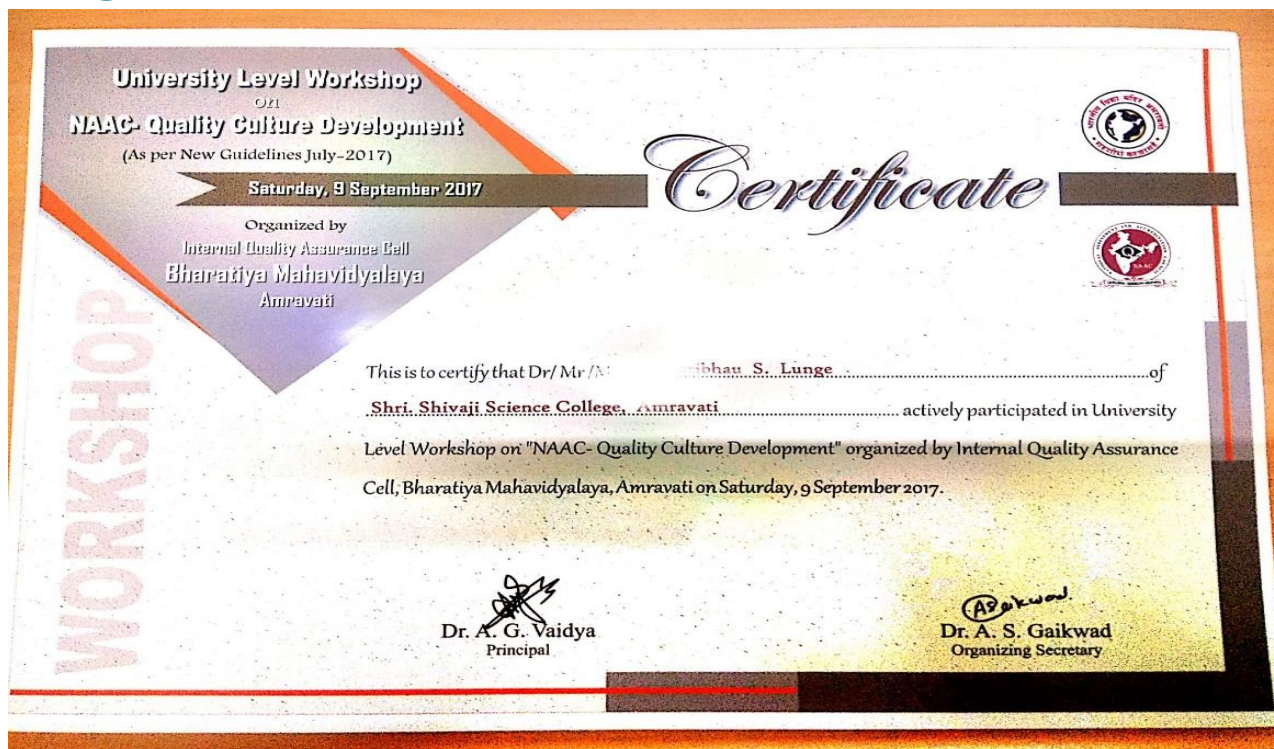 University Level Workshop
on
NAAC- Quality Culture Development
(As per New Guidelines July-2017)
Saturday, 9 September 2017
Organized by
Internal Quality Assurance Cell
Bharatiya Mahavidyalaya
Amravati
Certificate
NAAC
WORKSHOP
This is to certify that Dr/ Mr / S. Lunge of
Shri. Shivaji Science College, Amravati actively participated in University
Level Workshop on "NAAC- Quality Culture Development" organized by Internal Quality Assurance
Cell, Bharatiya Mahavidyalaya, Amravati on Saturday, 9 September 2017.
Dr. A. G. Vaidya
Principal
Dr. A. S. Gaikwad
Organizing Secretary